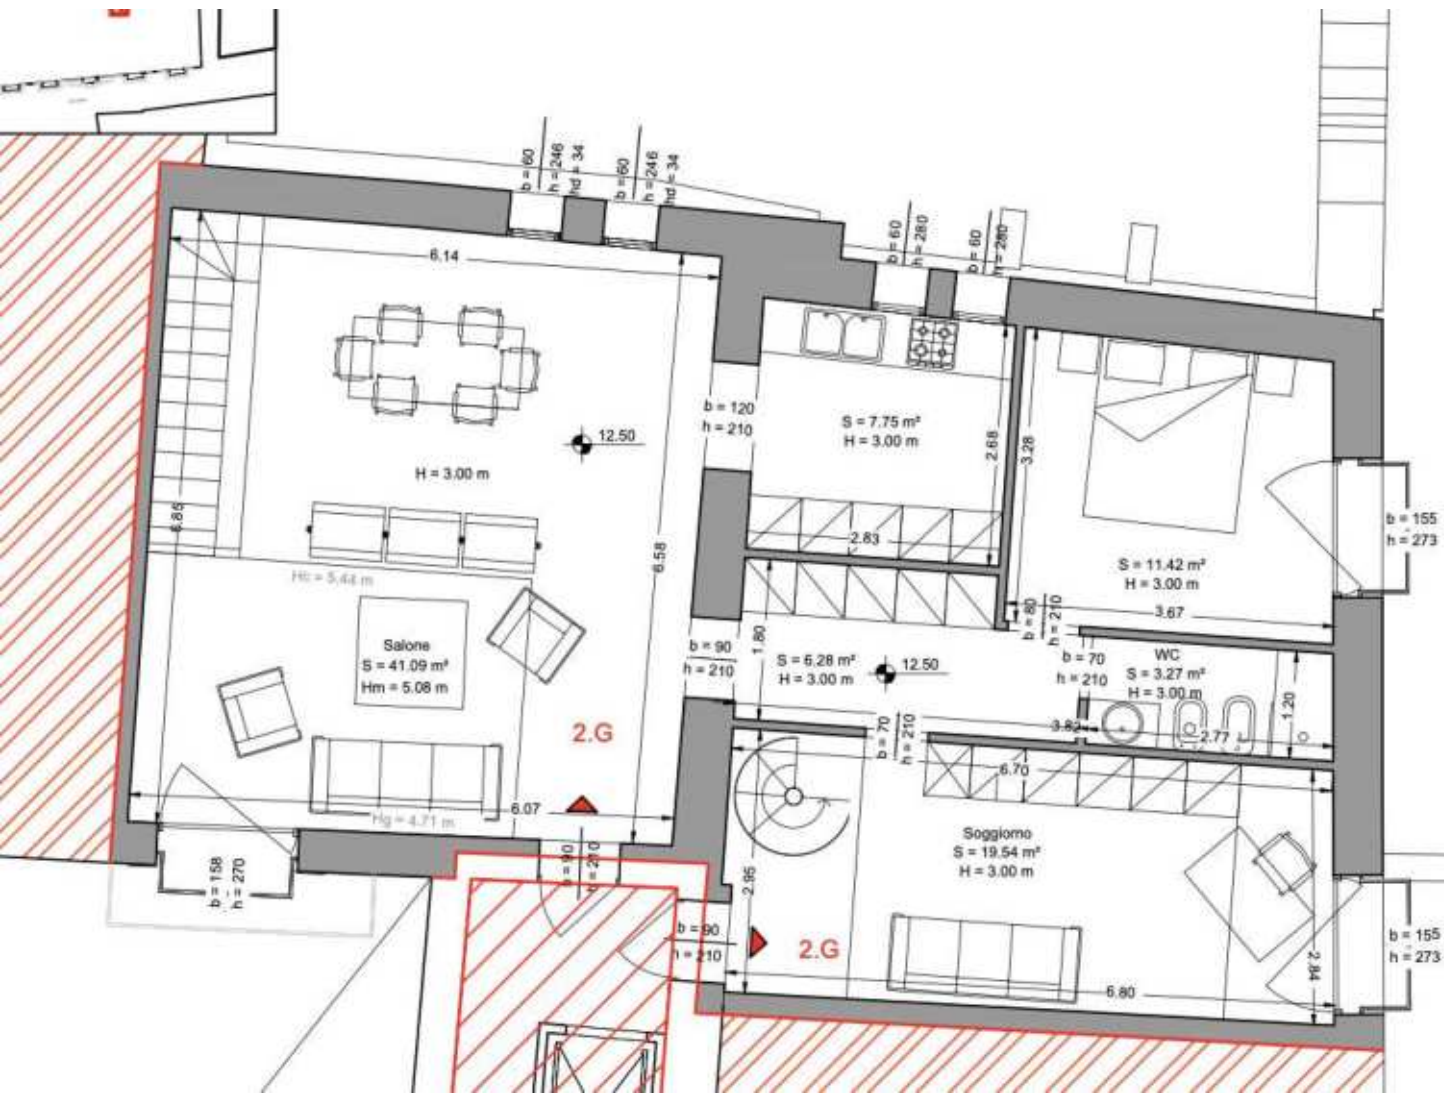 b = 60
h = 246
hd = 34
b = 60
h = 246
hd = 34
b = 60
h = 280
b = 60
h = 280
6.14
12.50
H = 3.00 m
6.85
6.58
Hc = 5.44 m
Salone
S = 41.09 m²
Hm = 5.08 m
2.G
6.07
Hg = 4.71 m
b = 158
h = 270
b = 90
h = 210
b = 120
h = 210
S = 7.75 m²
H = 3.00 m
2.68
2.83
3.28
S = 11.42 m²
H = 3.00 m
3.67
b = 155
h = 273
b = 80
h = 210
b = 90
h = 210
1.80
S = 6.28 m²
H = 3.00 m
12.50
3.82
b = 70
h = 210
WC
S = 3.27 m²
H = 3.00 m
1.20
2.77
b = 70
h = 210
6.70
Soggiorno
S = 19.54 m²
H = 3.00 m
2.95
b = 90
h = 210
2.G
6.80
2.84
b = 155
h = 273